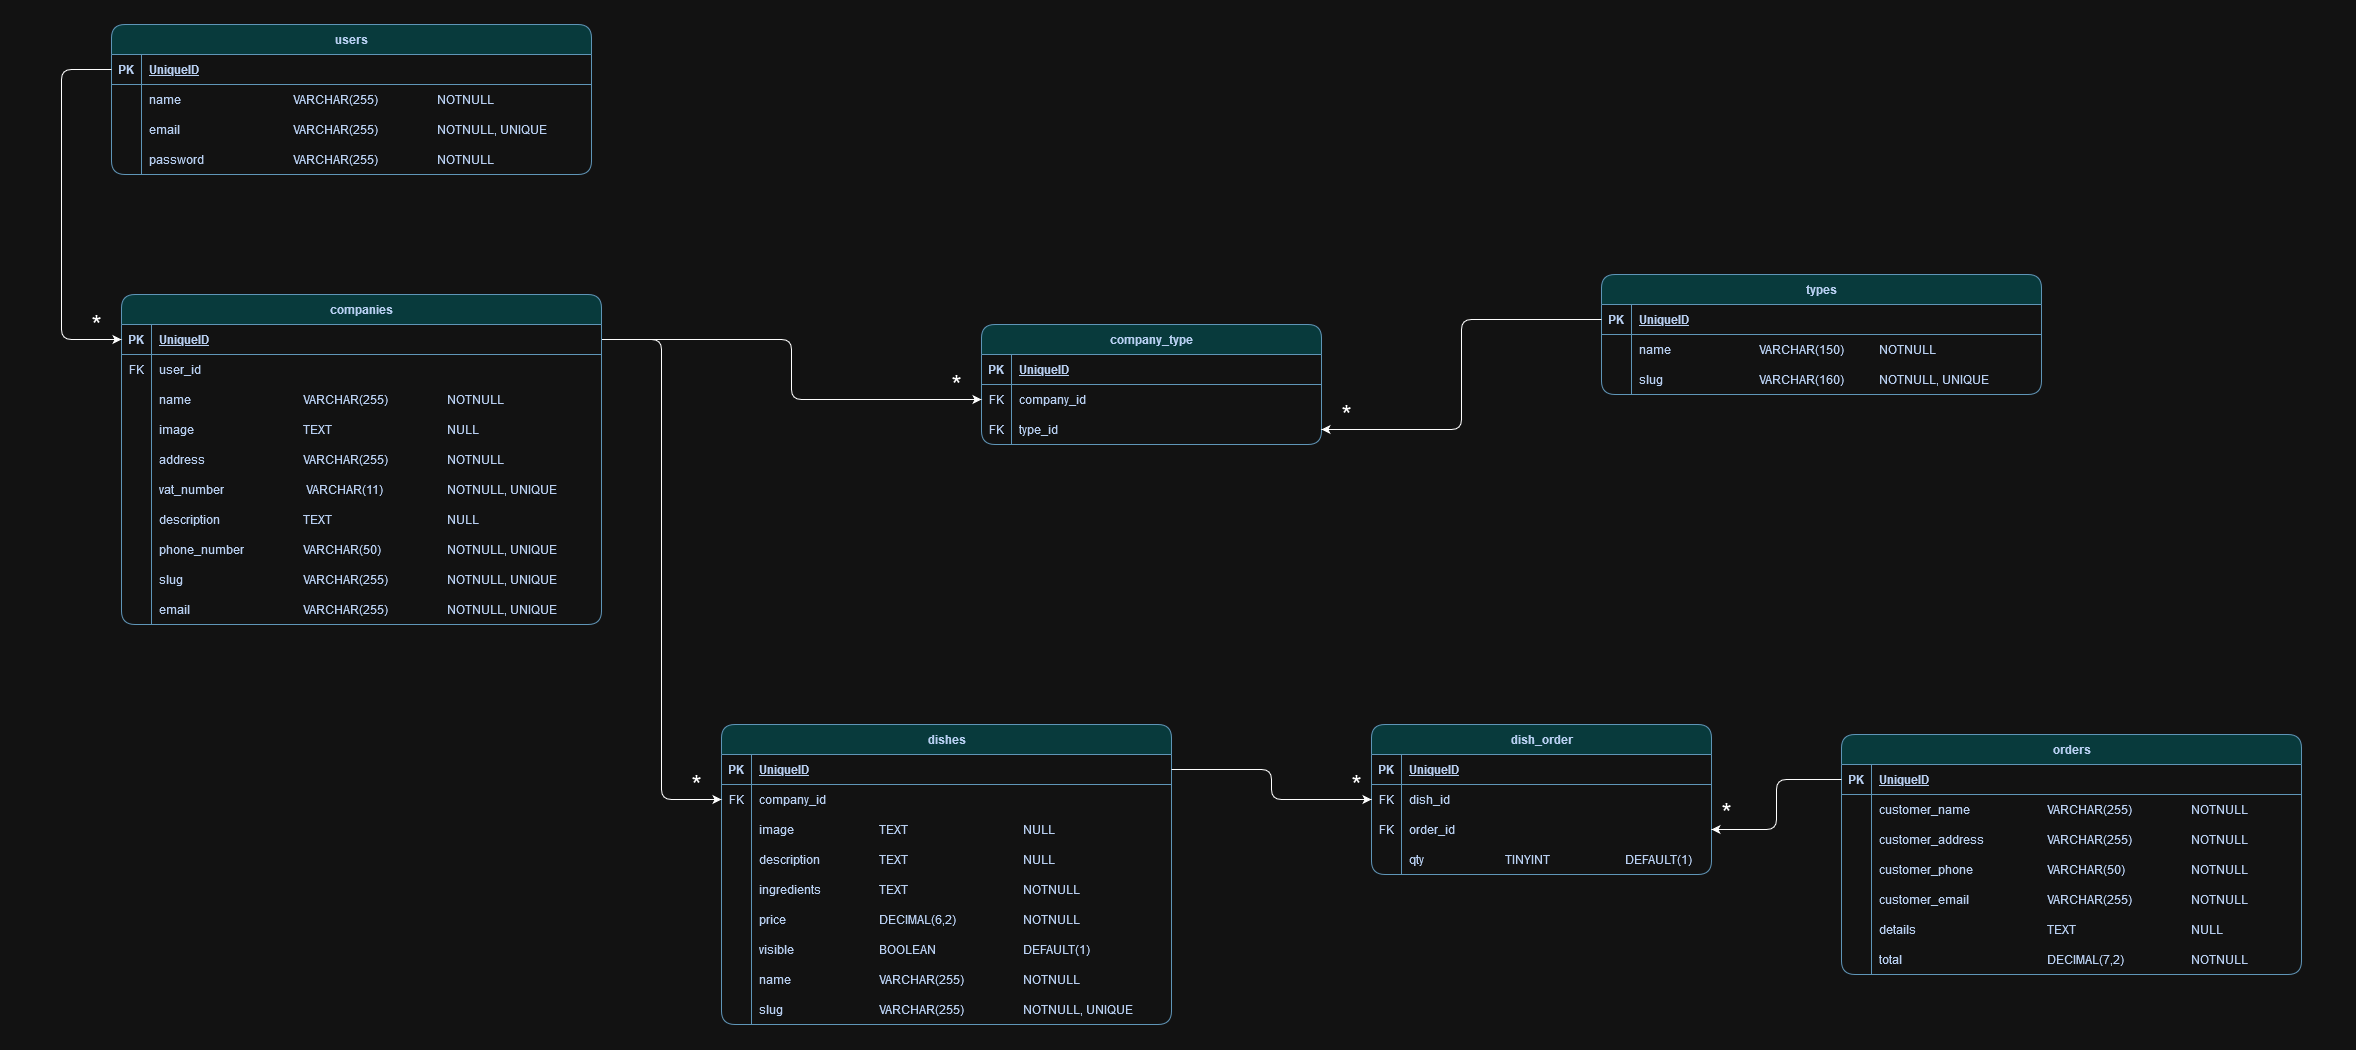 users
PK UniqueID
name VARCHAR(255) NOTNULL
email VARCHAR(255) NOTNULL, UNIQUE
password VARCHAR(255) NOTNULL
*
companies
PK UniqueID
FK user_id
name VARCHAR(255) NOTNULL
image TEXT NULL
address VARCHAR(255) NOTNULL
vat_number VARCHAR(11) NOTNULL, UNIQUE
description TEXT NULL
phone_number VARCHAR(50) NOTNULL, UNIQUE
slug VARCHAR(255) NOTNULL, UNIQUE
email VARCHAR(255) NOTNULL, UNIQUE
*
company_type
PK UniqueID
FK company_id
FK type_id
*
types
PK UniqueID
name VARCHAR(150) NOTNULL
slug VARCHAR(160) NOTNULL, UNIQUE
*
dishes
PK UniqueID
FK company_id
image TEXT NULL
description TEXT NULL
ingredients TEXT NOTNULL
price DECIMAL(6,2) NOTNULL
visible BOOLEAN DEFAULT(1)
name VARCHAR(255) NOTNULL
slug VARCHAR(255) NOTNULL, UNIQUE
*
dish_order
PK UniqueID
FK dish_id
FK order_id
qty TINYINT DEFAULT(1)
*
orders
PK UniqueID
customer_name VARCHAR(255) NOTNULL
customer_address VARCHAR(255) NOTNULL
customer_phone VARCHAR(50) NOTNULL
customer_email VARCHAR(255) NOTNULL
details TEXT NULL
total DECIMAL(7,2) NOTNULL